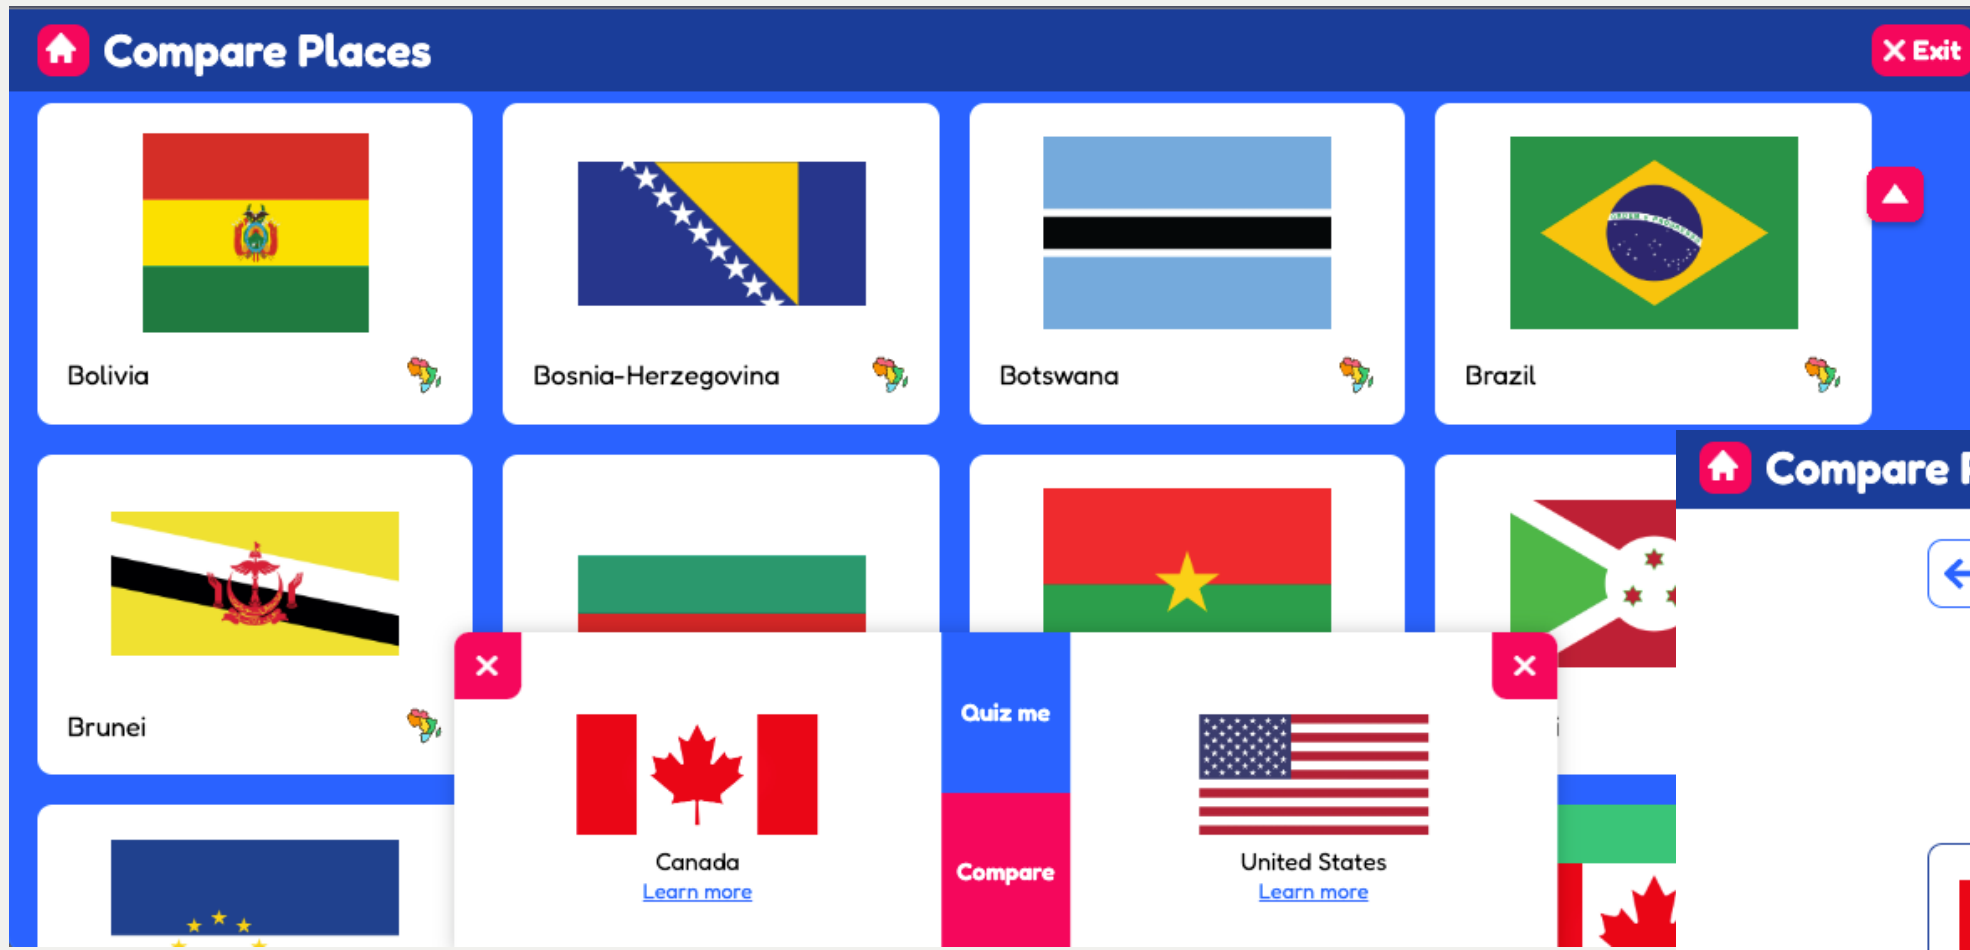 Compare Places
Exit
Bolivia
Bosnia-Herzegovina
Botswana
Brazil
Compare
Brunei
Quiz me
Canada
Learn more
Compare
United States
Learn more